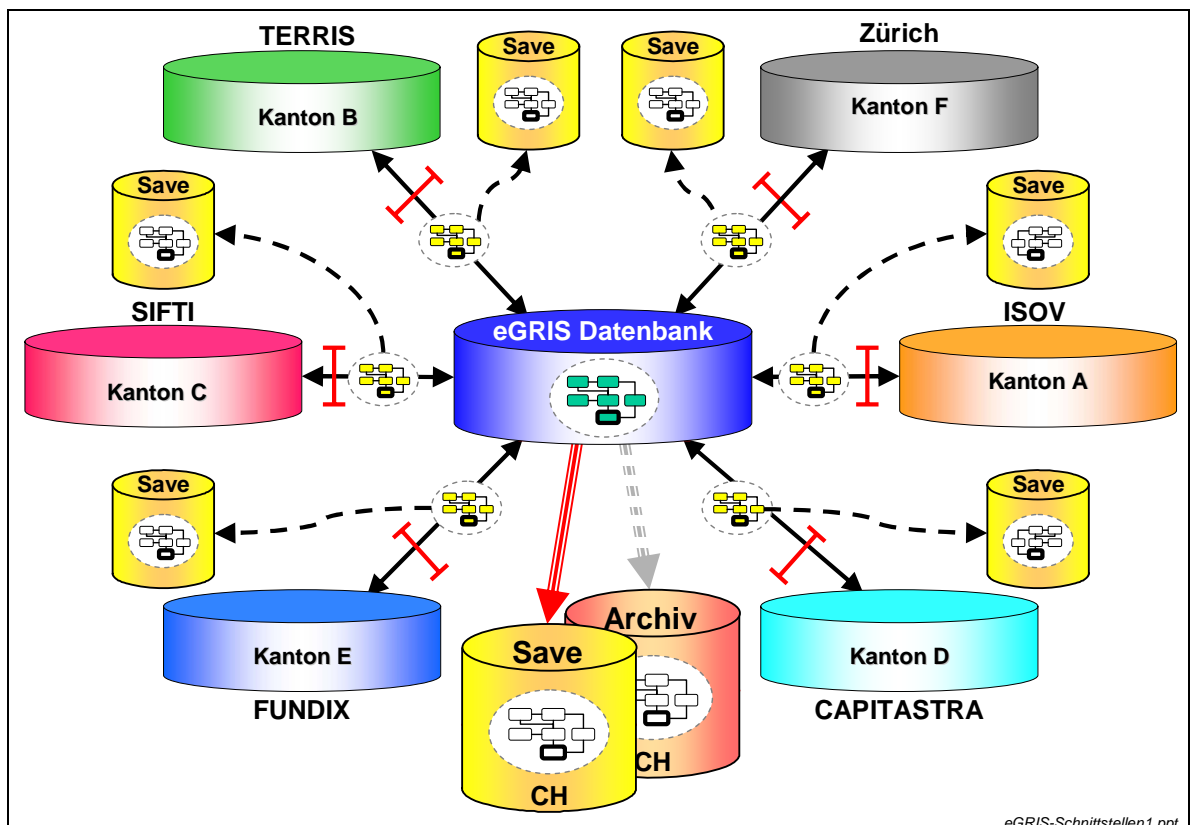 TERRIS
Save
Save
Zürich
Kanton B
Kanton F
Save
Save
SIFTI
ISOV
eGRIS Datenbank
Kanton C
Kanton A
Save
Save
Archiv
Save
Kanton E
Kanton D
FUNDIX
CAPITASTRA
CH
CH
eGRIS-Schnittstellen1.ppt